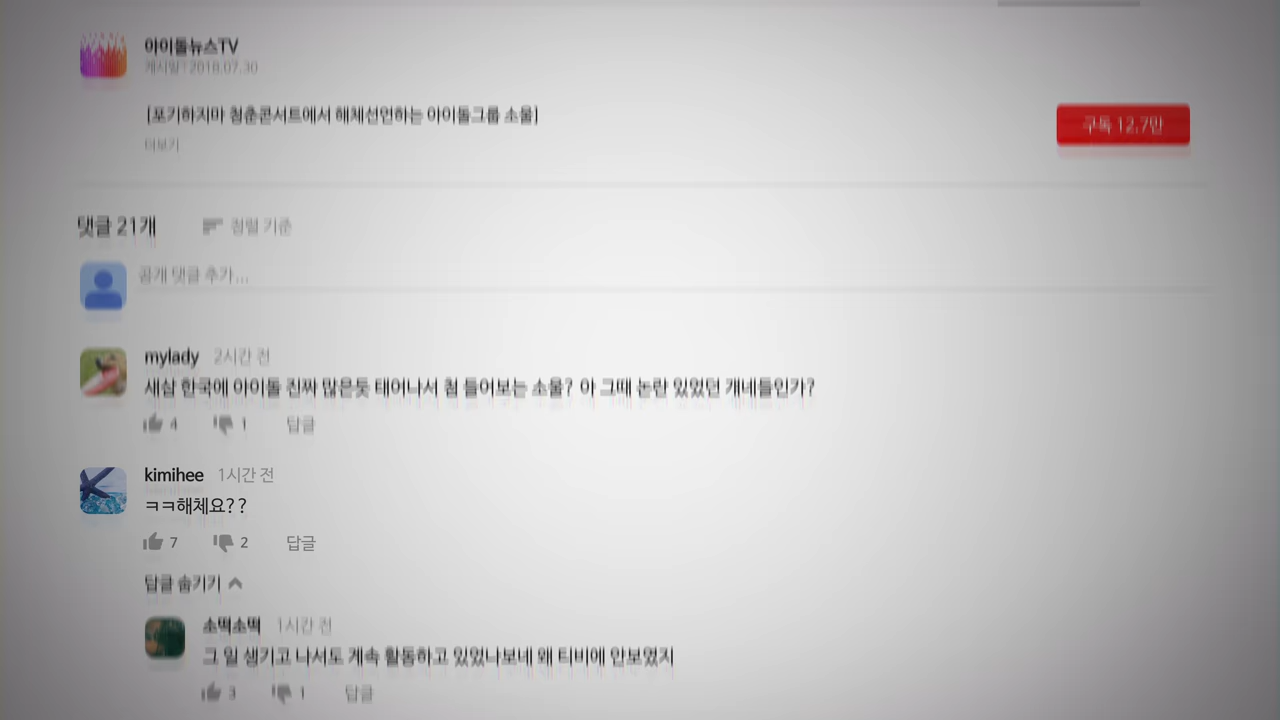 아이돌뉴스TV
게시일 : 2018.07.30
[포기하지마 청춘콘서트에서 해체선언하는 아이돌그룹 소울]
더보기
구독 12.7만
댓글 21개
정렬 기준
공개 댓글 추가...
mylady 2시간 전
새삼 한국에 아이돌 진짜 많은듯 태어나서 첨 들어보는 소울? 아 그때 논란 있었던 걔네들인가?
4 1 답글
kimihee 1시간 전
ㅋㅋ해체요??
7 2 답글
답글 숨기기
소떡소떡 1시간 전
그 일 생기고 나서도 계속 활동하고 있었나보네 왜 티비에 안보였지
3 1 답글